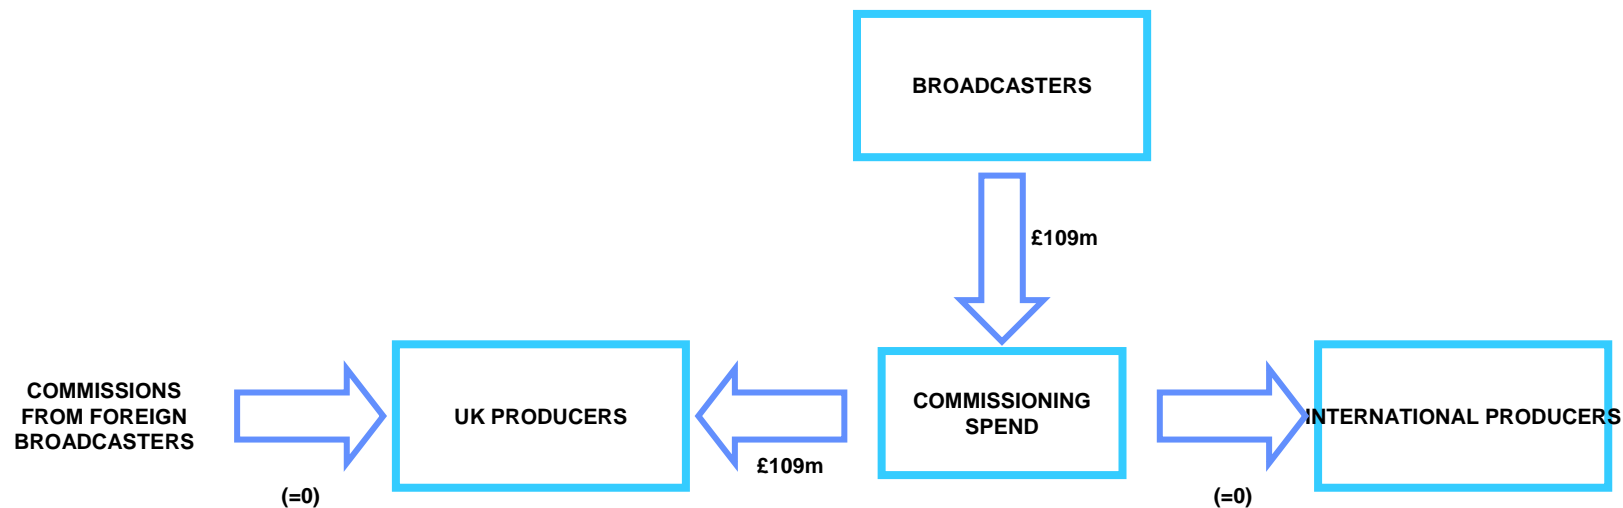 BROADCASTERS
£109m
COMMISSIONS
FROM FOREIGN
BROADCASTERS
UK PRODUCERS
COMMISSIONING
SPEND
INTERNATIONAL PRODUCERS
£109m
(=0)
(=0)